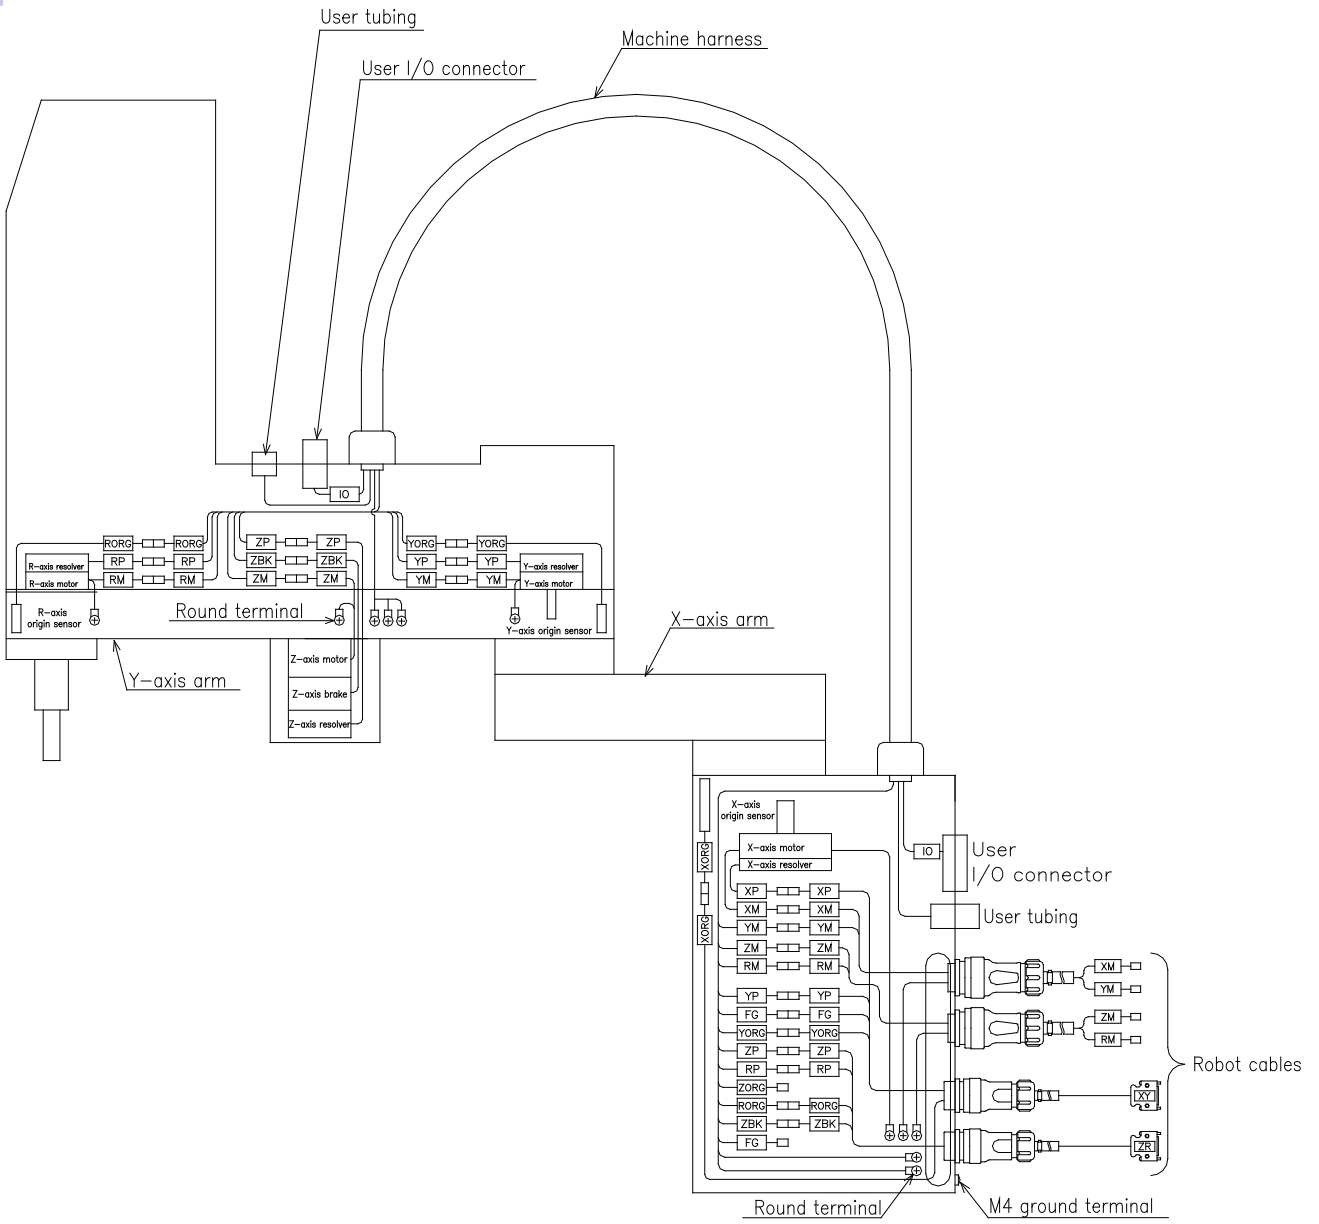 User tubing
Machine harness
User I/O connector
IO
RORG RORG
ZP ZP
YORG YORG
R-axis resolver
RP RP
ZBK ZBK
YP YP
Y-axis resolver
R-axis motor
RM RM
ZM ZM
YM YM
Y-axis motor
R-axis
origin sensor
Round terminal
Y-axis origin sensor
X-axis arm
Z-axis motor
Y-axis arm
Z-axis brake
Z-axis resolver
X-axis
origin sensor
X-axis motor
X-axis resolver
XORG
XORG
IO
User
I/O connector
User tubing
XP XP
XM XM
YM YM
ZM ZM
RM RM
YP YP
FG FG
YORG YORG
ZP ZP
RP RP
ZORG
RORG RORG
ZBK ZBK
FG
XM
YM
ZM
RM
Robot cables
XY
ZR
Round terminal
M4 ground terminal